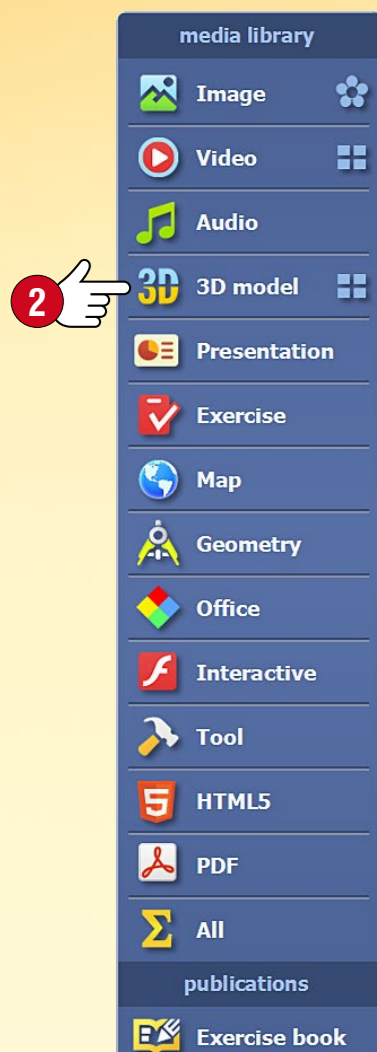 media library
Image
Video
Audio
2
3D
3D model
Presentation
Exercise
Map
Geometry
Office
Interactive
Tool
5
HTML5
PDF
Σ
All
publications
Exercise book